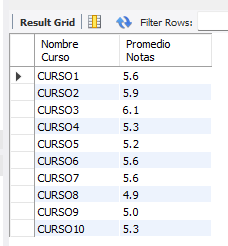 Result Grid Filter Rows:
Nombre Promedio
Curso Notas
CURSO1 5.6
CURSO2 5.9
CURSO3 6.1
CURSO4 5.3
CURSO5 5.2
CURSO6 5.6
CURSO7 5.6
CURSO8 4.9
CURSO9 5.0
CURSO10 5.3